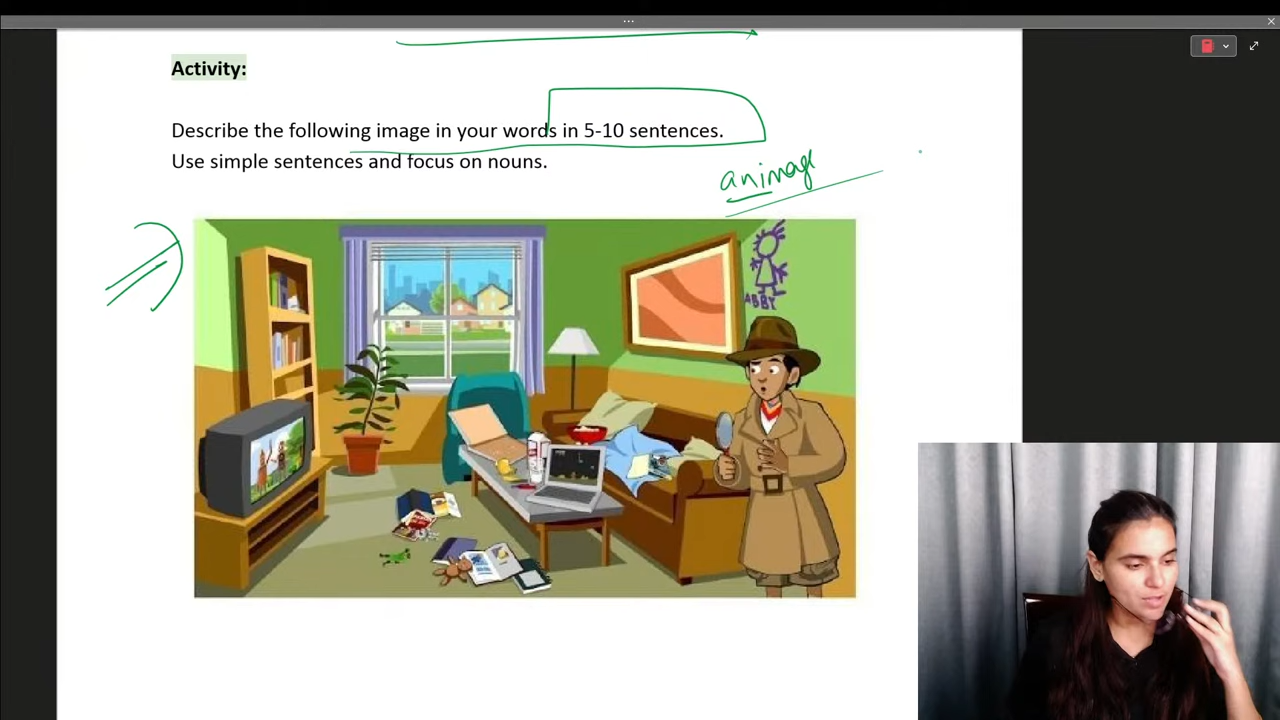 Activity:
Describe the following image in your words in 5-10 sentences.
Use simple sentences and focus on nouns.
animage
ABBY